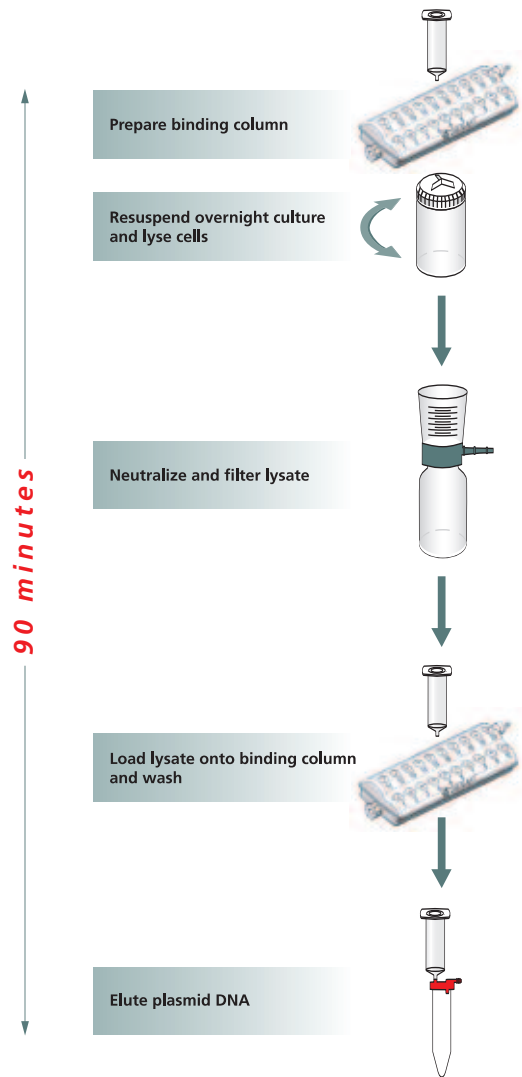 Prepare binding column
Resuspend overnight culture
and lyse cells
Neutralize and filter lysate
90 minutes
Load lysate onto binding column
and wash
Elute plasmid DNA